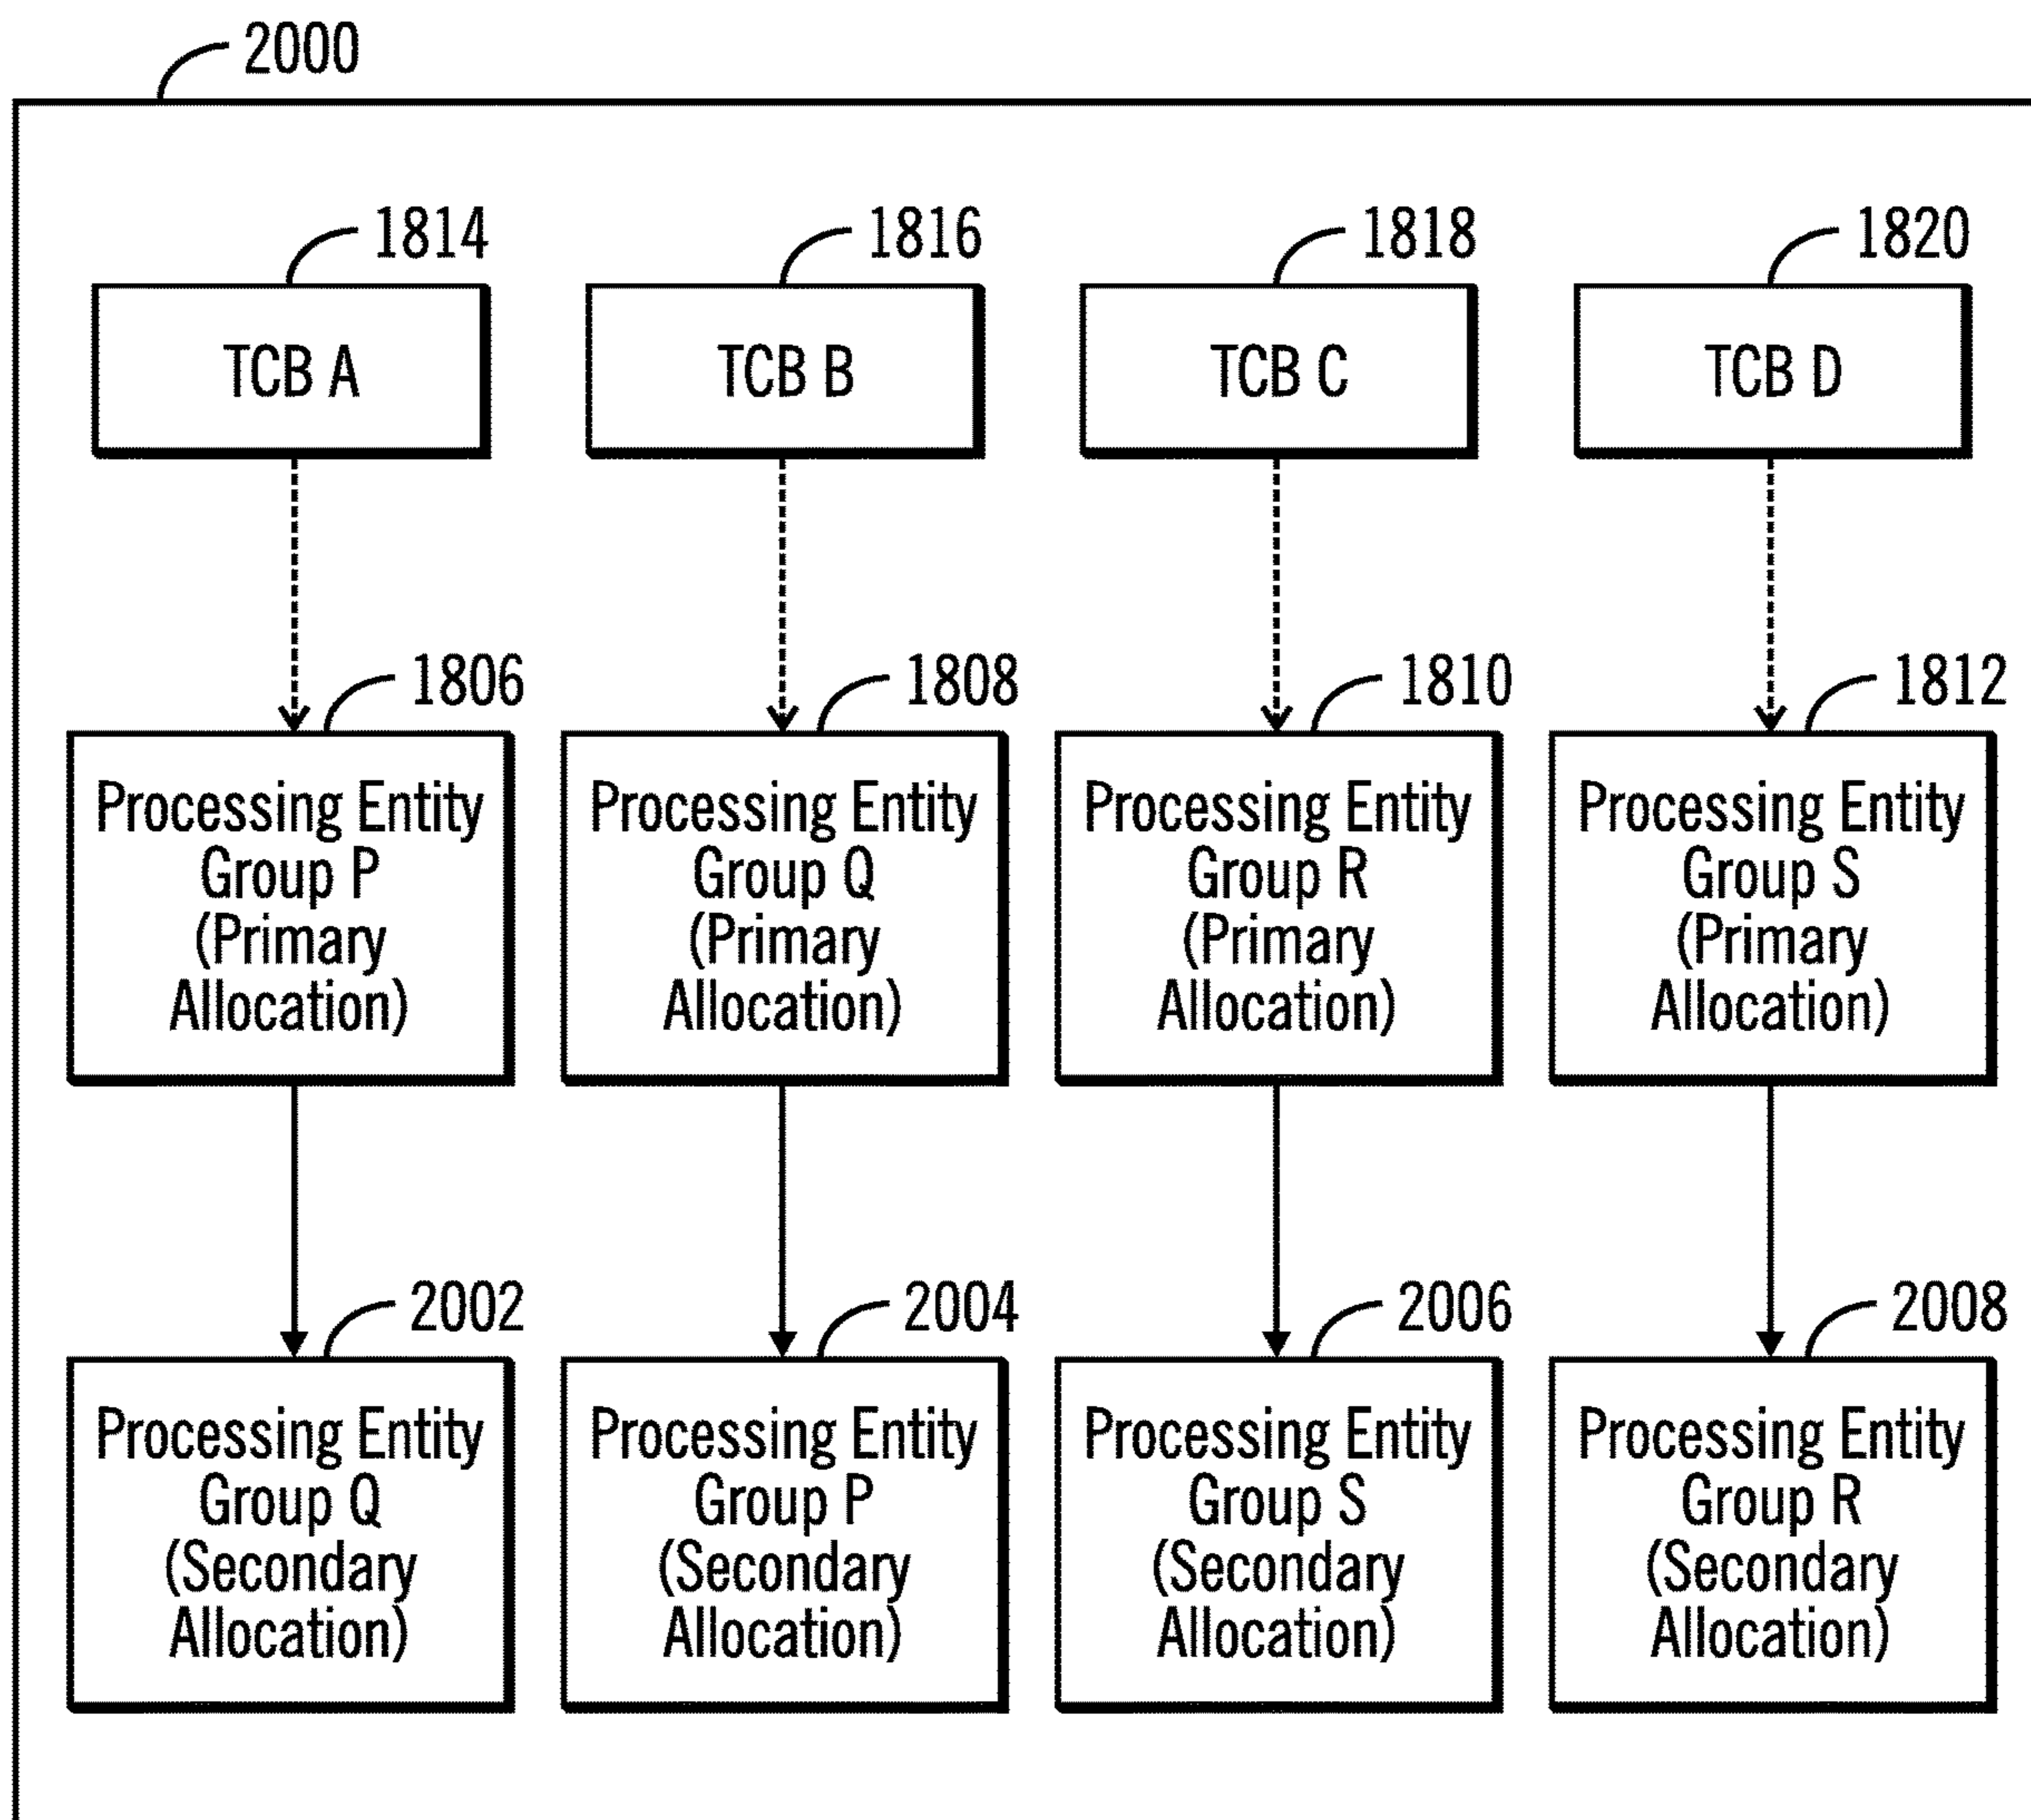 2000
1814
1816
1818
1820
TCB A
TCB B
TCB C
TCB D
1806
1808
1810
1812
Processing Entity
Group P
(Primary
Allocation)
Processing Entity
Group Q
(Primary
Allocation)
Processing Entity
Group R
(Primary
Allocation)
Processing Entity
Group S
(Primary
Allocation)
2002
2004
2006
2008
Processing Entity
Group Q
(Secondary
Allocation)
Processing Entity
Group P
(Secondary
Allocation)
Processing Entity
Group S
(Secondary
Allocation)
Processing Entity
Group R
(Secondary
Allocation)